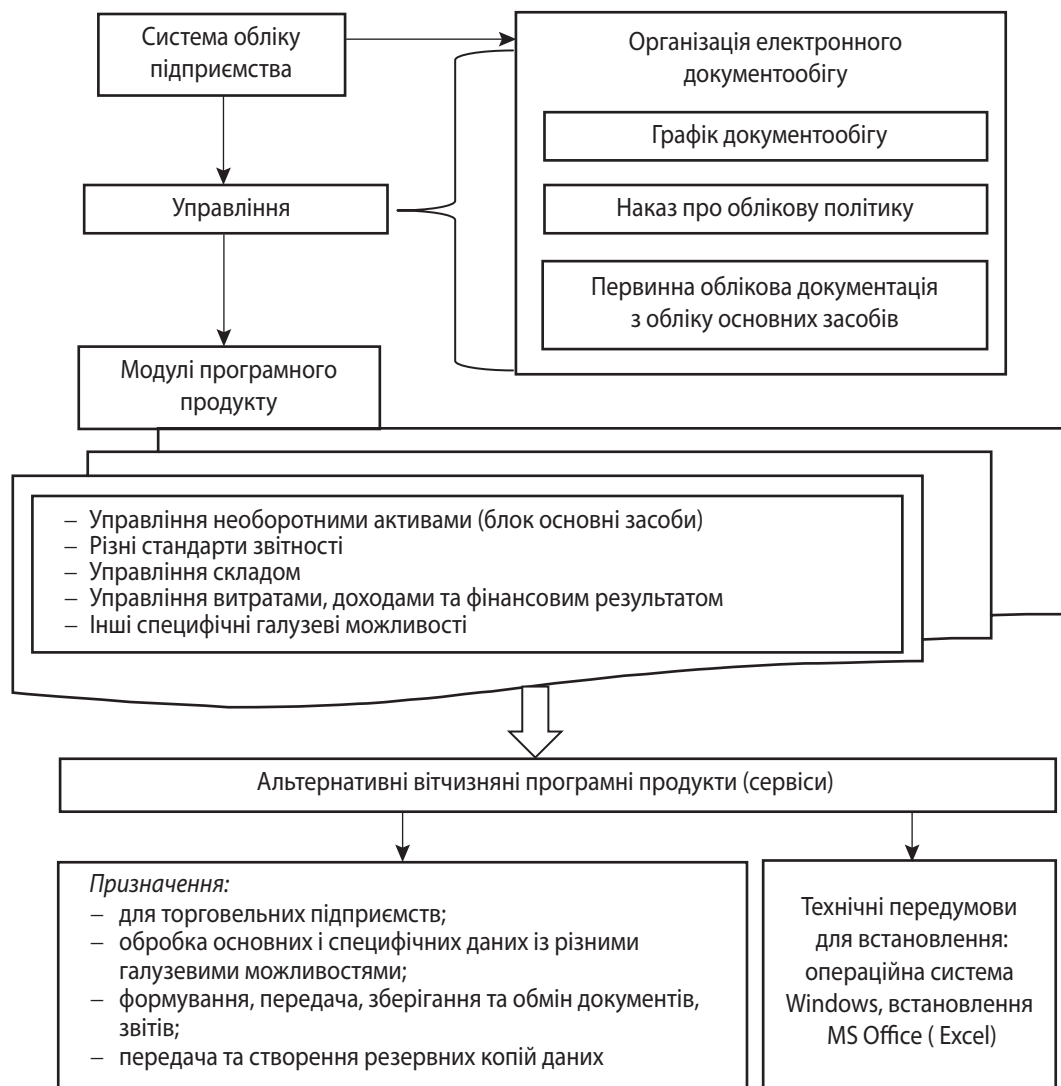 Система обліку
підприємства
Організація електронного
документообігу
Графік документообігу
Управління
Наказ про облікову політику
Первинна облікова документація
з обліку основних засобів
Модулі програмного
продукту
– Управління необоротними активами (блок основні засоби)
– Різні стандарти звітності
– Управління складом
– Управління витратами, доходами та фінансовим результатом
– Інші специфічні галузеві можливості
Альтернативні вітчизняні програмні продукти (сервіси)
Призначення:
– для торговельних підприємств;
– обробка основних і специфічних даних із різними
галузевими можливостями;
– формування, передача, зберігання та обмін документів,
звітів;
– передача та створення резервних копій даних
Технічні передумови
для встановлення:
операційна система
Windows, встановлення
MS Office ( Excel)